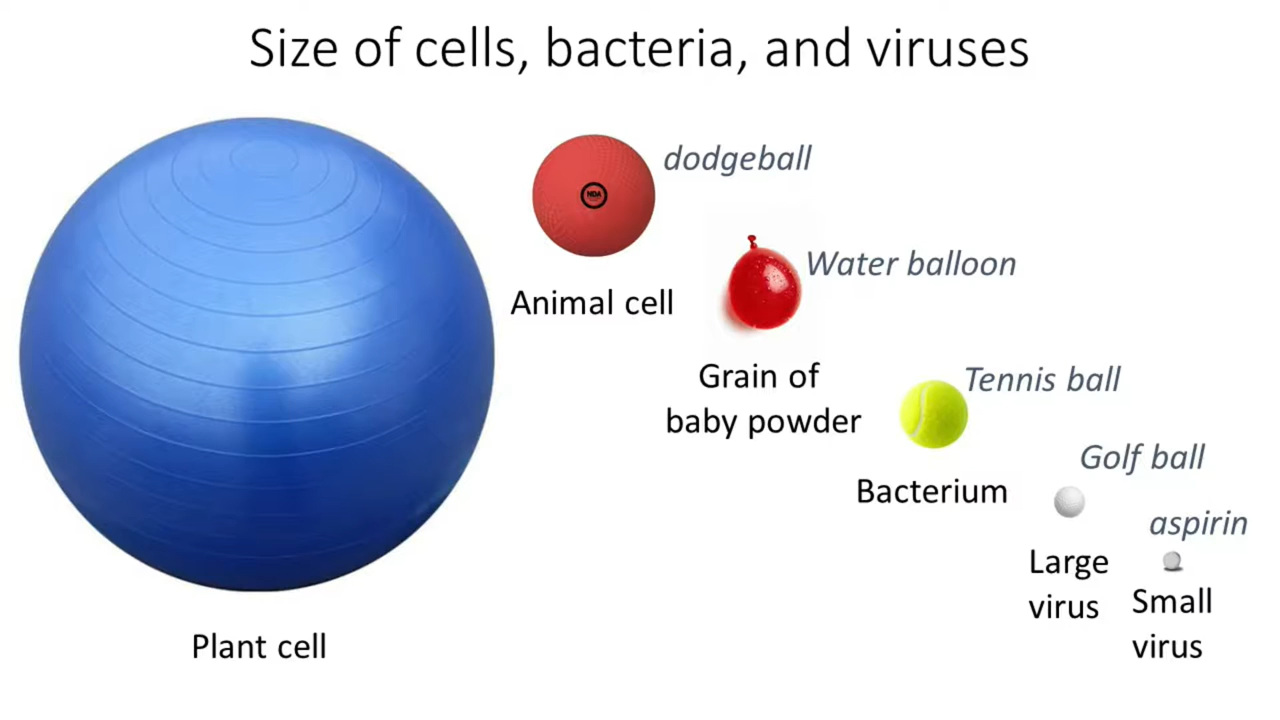 Size of cells, bacteria, and viruses
dodgeball
NDA
Animal cell
Water balloon
Grain of
baby powder
Tennis ball
Bacterium
Golf ball
Large
virus
aspirin
Small
virus
Plant cell